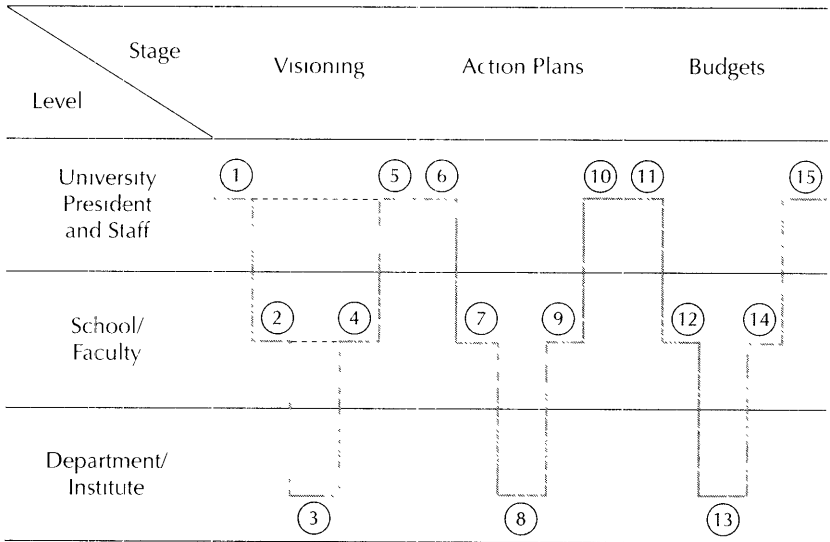 Stage
Level
Visioning
Action Plans
Budgets
University
President
and Staff
1
5
6
10
11
15
School/
Faculty
2
4
7
9
12
14
Department/
Institute
3
8
13